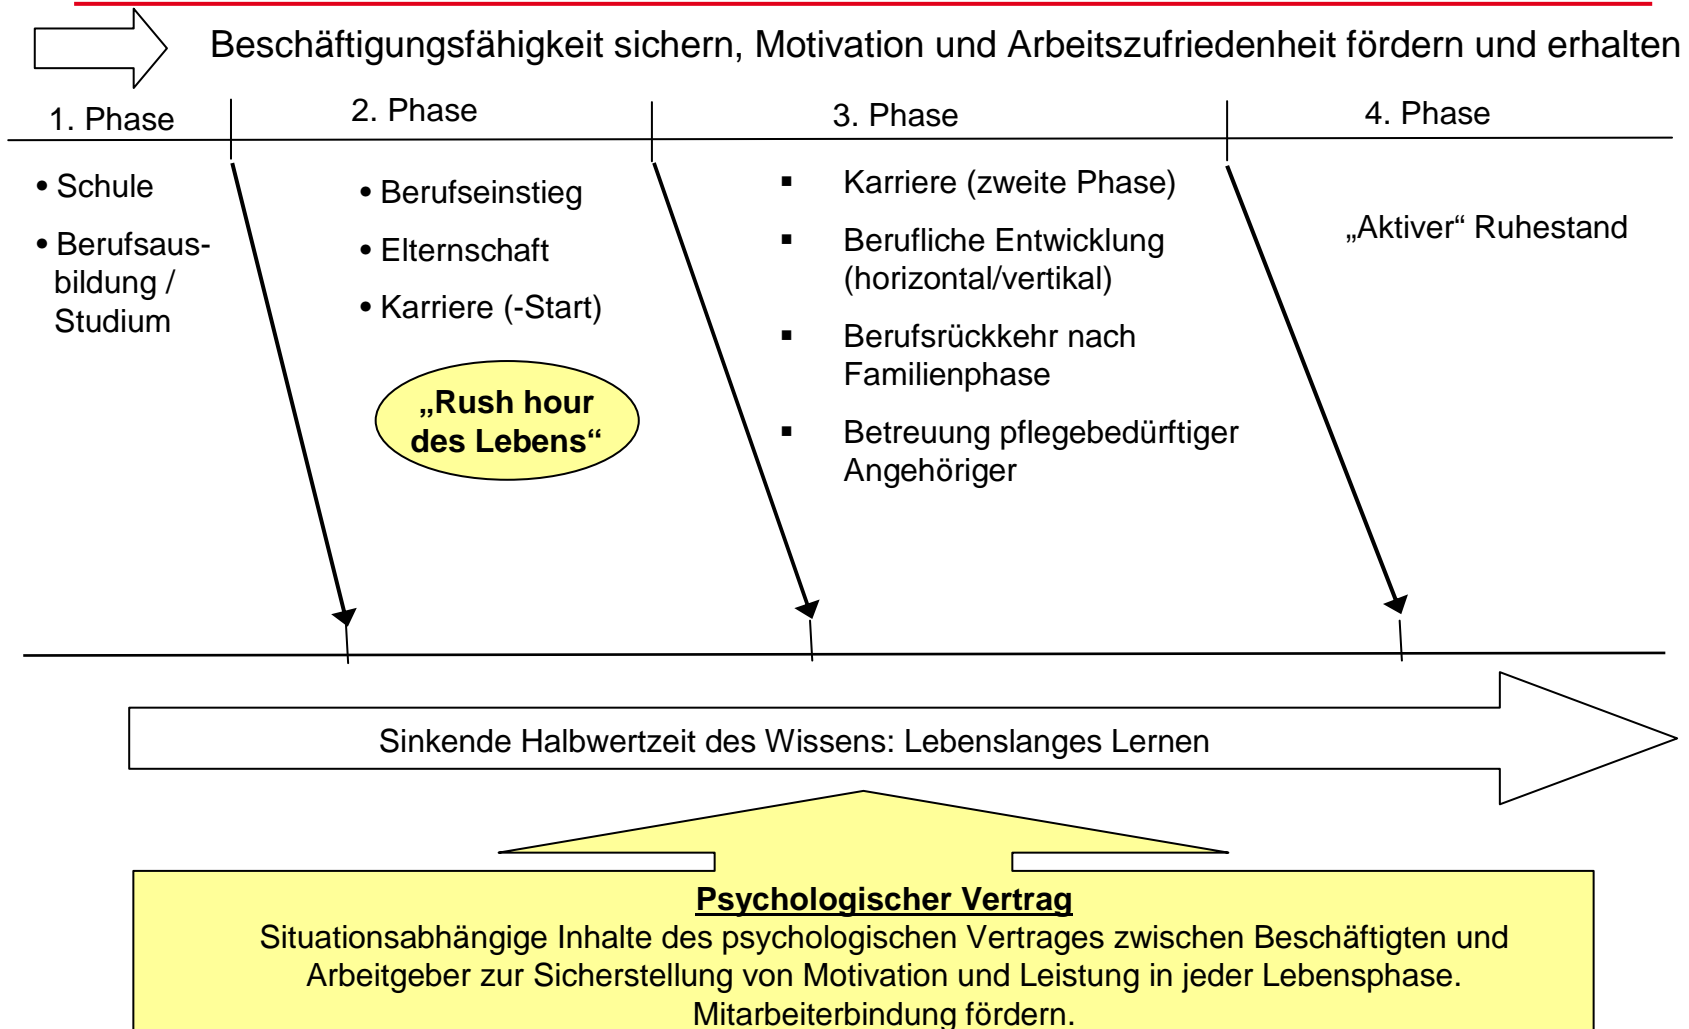 Beschäftigungsfähigkeit sichern, Motivation und Arbeitszufriedenheit fördern und erhalten
1. Phase
2. Phase
3. Phase
4. Phase
• Schule
• Berufsaus-
bildung /
Studium
• Berufseinstieg
• Elternschaft
• Karriere (-Start)
„Rush hour
des Lebens“
▪ Karriere (zweite Phase)
▪ Berufliche Entwicklung
(horizontal/vertikal)
▪ Berufsrückkehr nach
Familienphase
▪ Betreuung pflegebedürftiger
Angehöriger
„Aktiver“ Ruhestand
Sinkende Halbwertzeit des Wissens: Lebenslanges Lernen
Psychologischer Vertrag
Situationsabhängige Inhalte des psychologischen Vertrages zwischen Beschäftigten und
Arbeitgeber zur Sicherstellung von Motivation und Leistung in jeder Lebensphase.
Mitarbeiterbindung fördern.